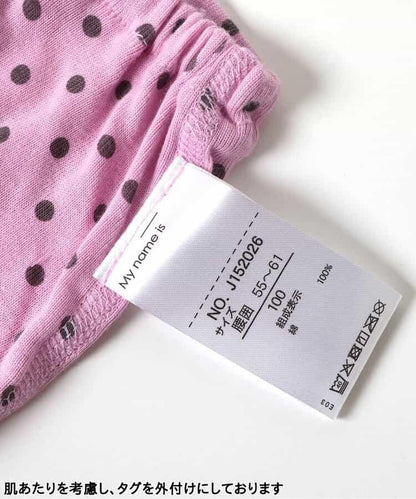 My name is
NO. J152026
サイズ
腰囲 55〜61
100
組成表示
綿 100%
E03
肌あたりを考慮し、タグを外付けにしております